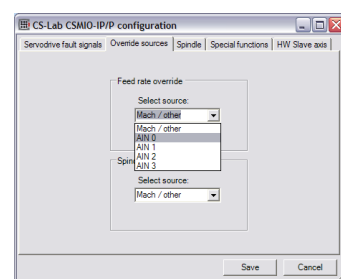 CS-Lab CSMIO-IP/P configuration
Servodrive fault signals Override sources Spindle Special functions HW Slave axis
Feed rate override
Select source:
Mach / other
Mach / other
AIN 0
AIN 1
AIN 2
AIN 3
Select source:
Mach / other
Save Cancel